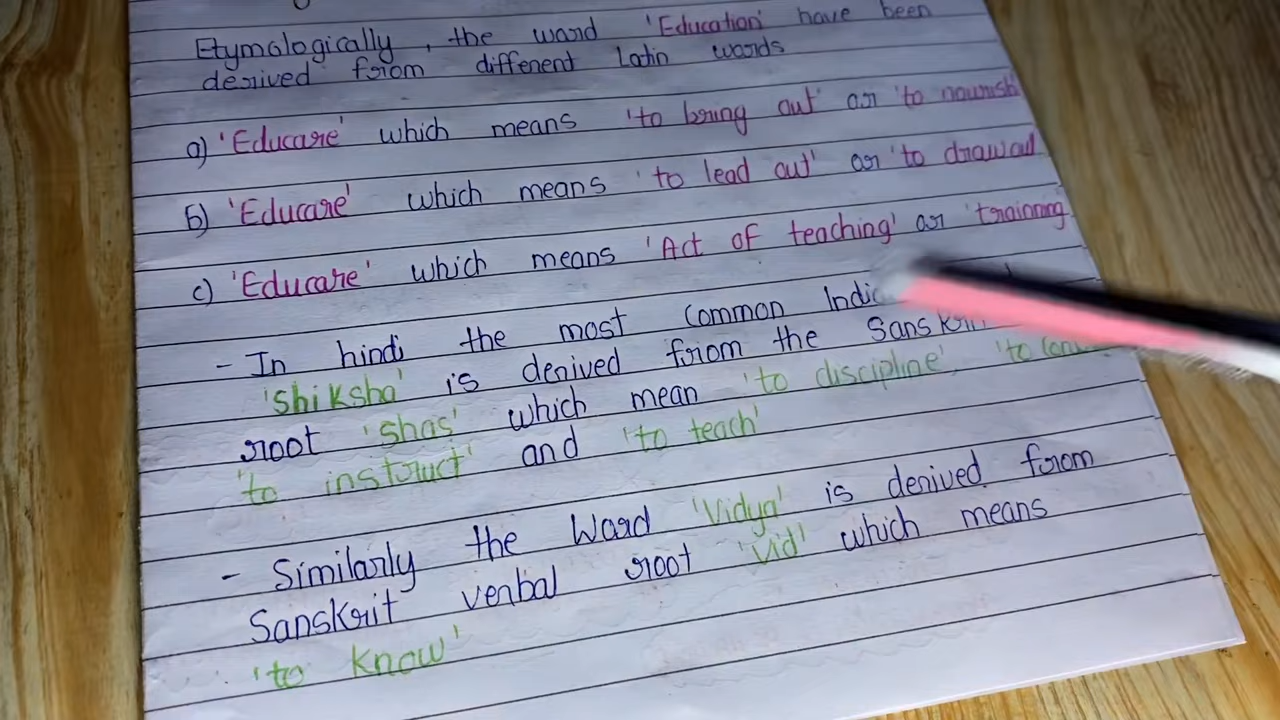 Etymologically, the word 'Education' have been
derived from different Latin words
a) 'Educare' which means 'to bring out' or 'to nourish'
b) 'Educare' which means 'to lead out' or 'to
c) 'Educare' which means 'Act of teaching' or 'training
- In hindi the most common
'Shiksha' is derived from the Sanskrit
root 'shas' which mean 'to discipline', 'to
'to instruct' and 'to teach'
- Similarly the Word 'Vidya' is derived from
Sanskrit verbal root 'Vid' which means
'to know'